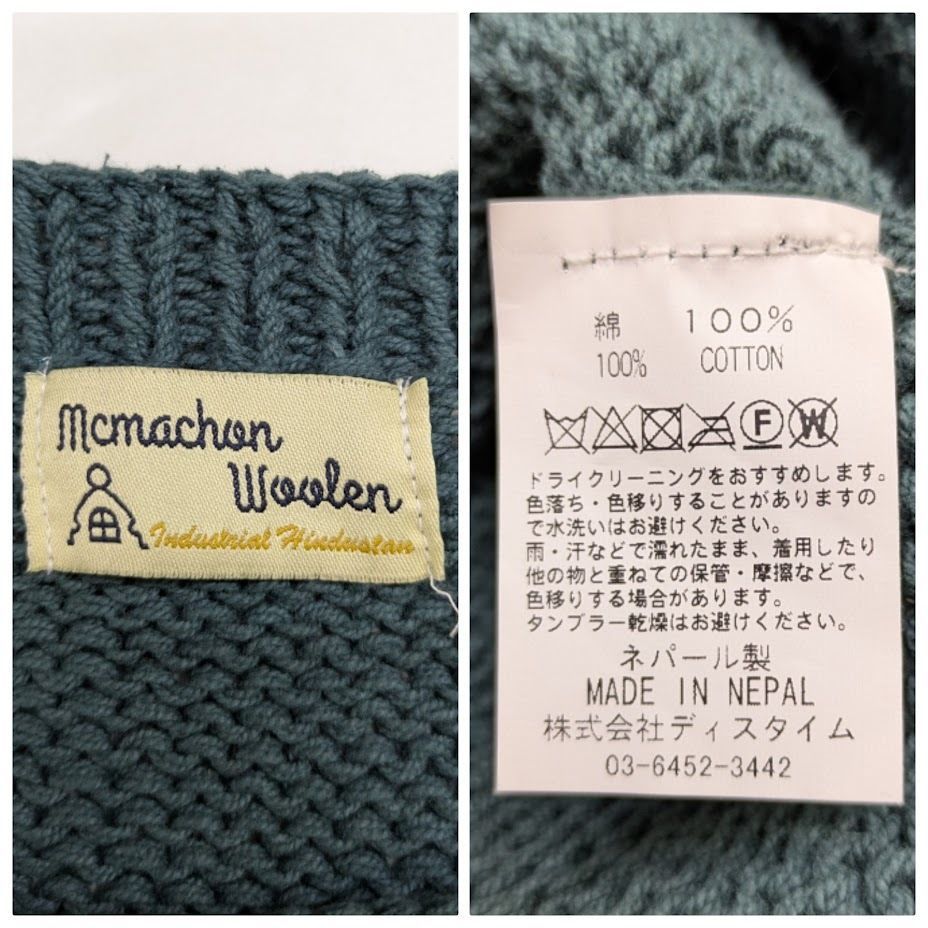 Mcmachon
Woolen
Industrial Hindustan
綿 100%
100% COTTON
F W
ドライクリーニングをおすすめします。
色落ち・色移りすることがありますの
で水洗いはお避けください。
雨・汗などで濡れたまま、着用したり
他の物と重ねての保管・摩擦などで、
色移りする場合があります。
タンブラー乾燥はお避けください。
ネパール製
MADE IN NEPAL
株式会社ディスタイム
03-6452-3442